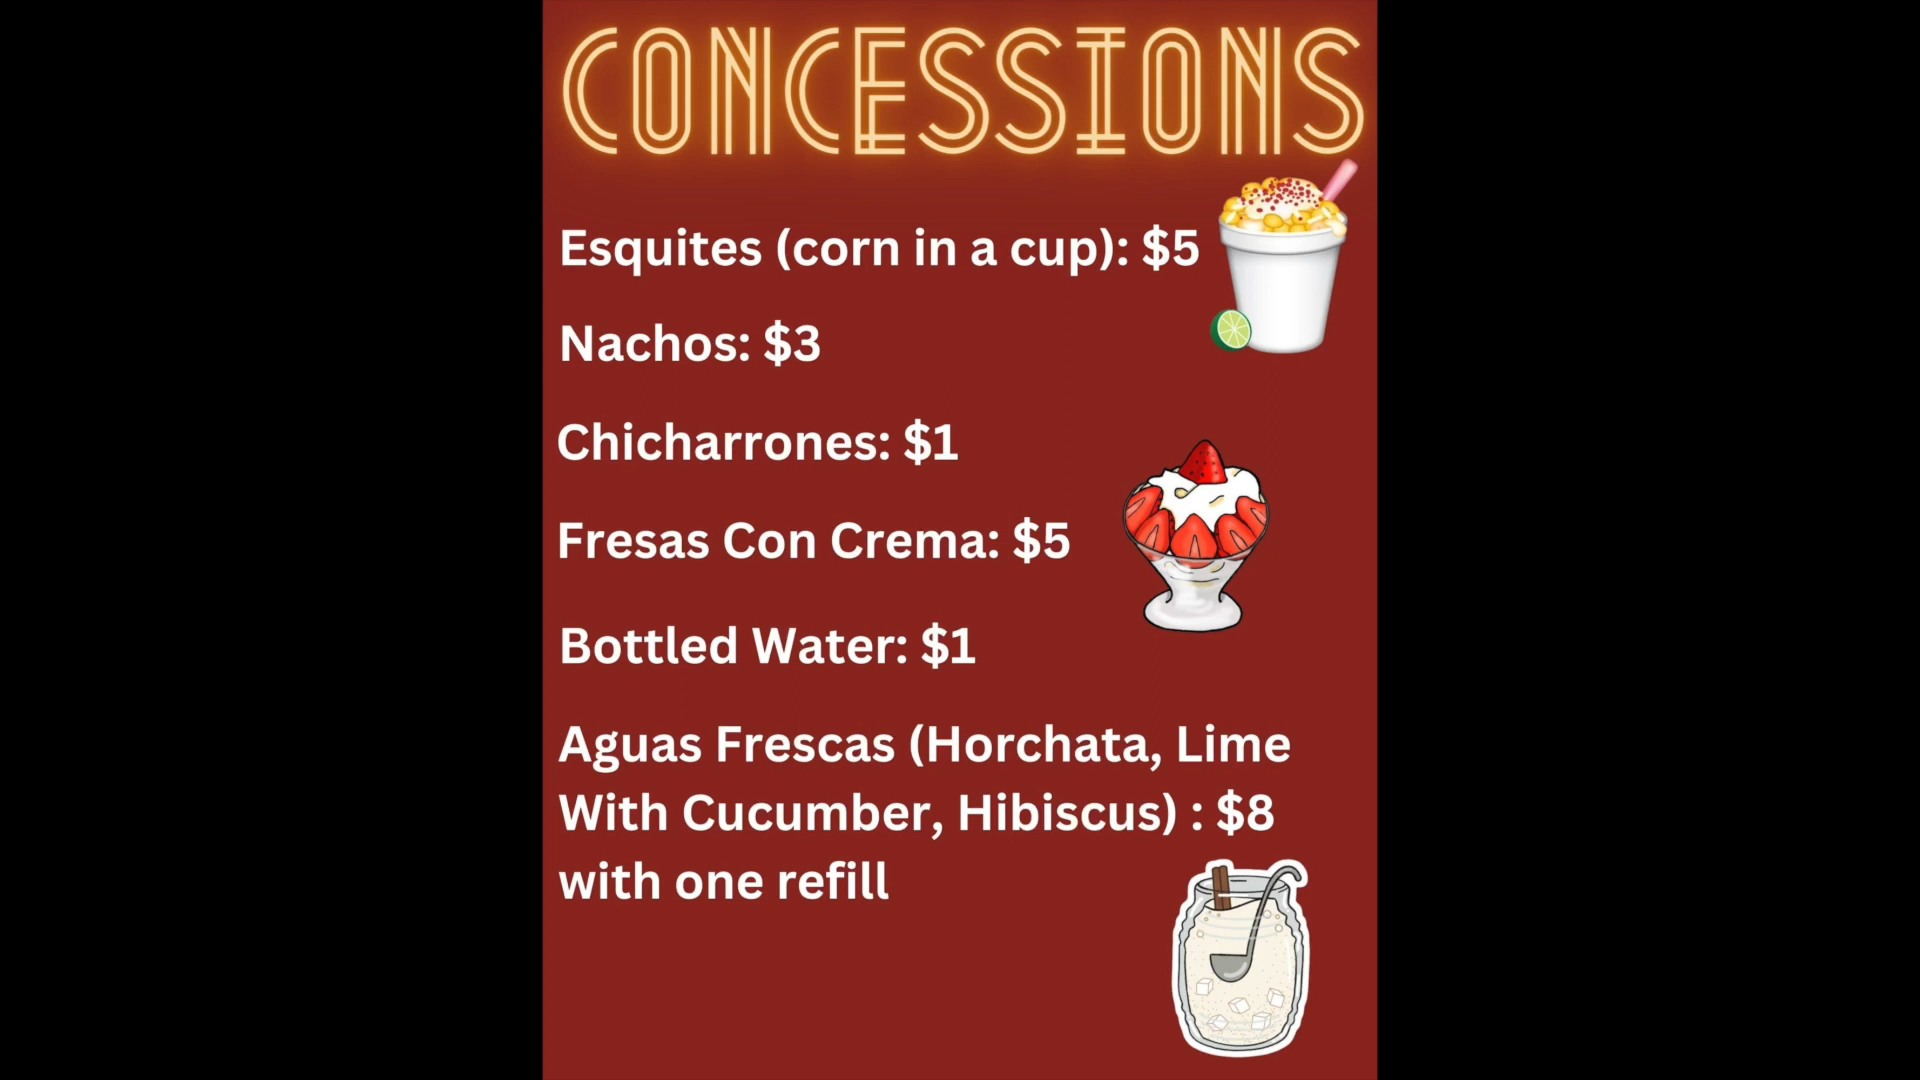 CONCESSIONS
Esquites (corn in a cup): $5
Nachos: $3
Chicharrones: $1
Fresas Con Crema: $5
Bottled Water: $1
Aguas Frescas (Horchata, Lime
With Cucumber, Hibiscus) : $8
with one refill